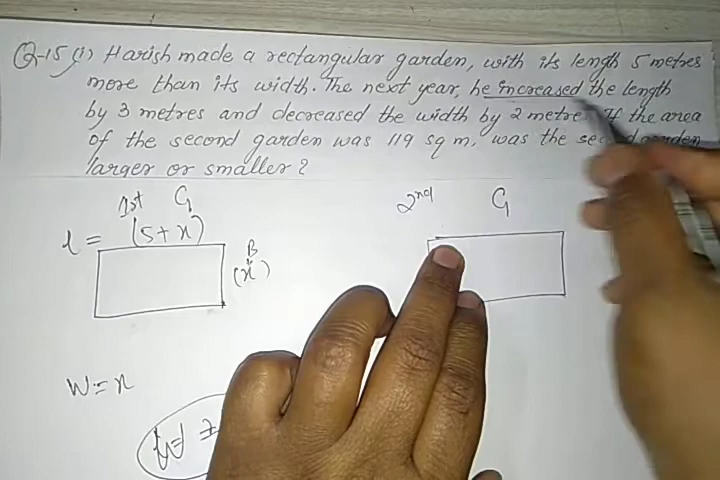 Q-15 (i) Harish made a rectangular garden, with its length 5 metres
more than its width. The next year, he increased the length
by 3 metres and decreased the width by 2 metres If the area
of the second garden was 119 sq m, was the second garden
larger or smaller?
1st G
2nd G
l = (5+x)
B
(x)
W = x